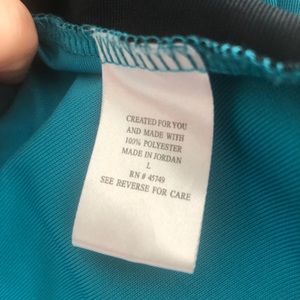 CREATED FOR YOU
AND MADE WITH
100% POLYESTER
MADE IN JORDAN
L
RN # 45749
SEE REVERSE FOR CARE